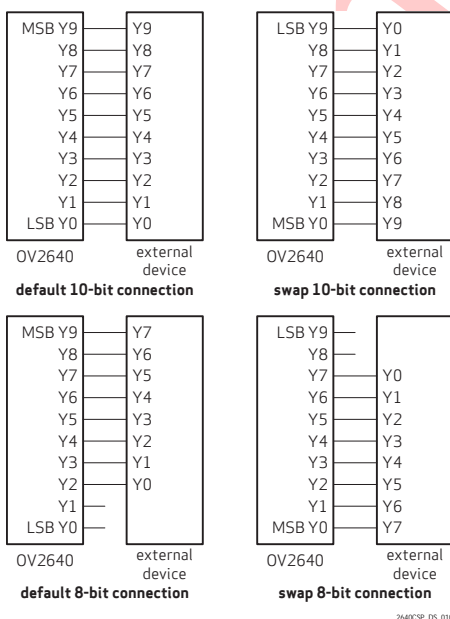 MSB Y9 Y9
Y8 Y8
Y7 Y7
Y6 Y6
Y5 Y5
Y4 Y4
Y3 Y3
Y2 Y2
Y1 Y1
LSB Y0 Y0
OV2640 external
device
default 10-bit connection
LSB Y9 Y0
Y8 Y1
Y7 Y2
Y6 Y3
Y5 Y4
Y4 Y5
Y3 Y6
Y2 Y7
Y1 Y8
MSB Y0 Y9
OV2640 external
device
swap 10-bit connection
MSB Y9 Y7
Y8 Y6
Y7 Y5
Y6 Y4
Y5 Y3
Y4 Y2
Y3 Y1
Y2 Y0
Y1
LSB Y0
OV2640 external
device
default 8-bit connection
LSB Y9
Y8
Y7 Y0
Y6 Y1
Y5 Y2
Y4 Y3
Y3 Y4
Y2 Y5
Y1 Y6
MSB Y0 Y7
OV2640 external
device
swap 8-bit connection